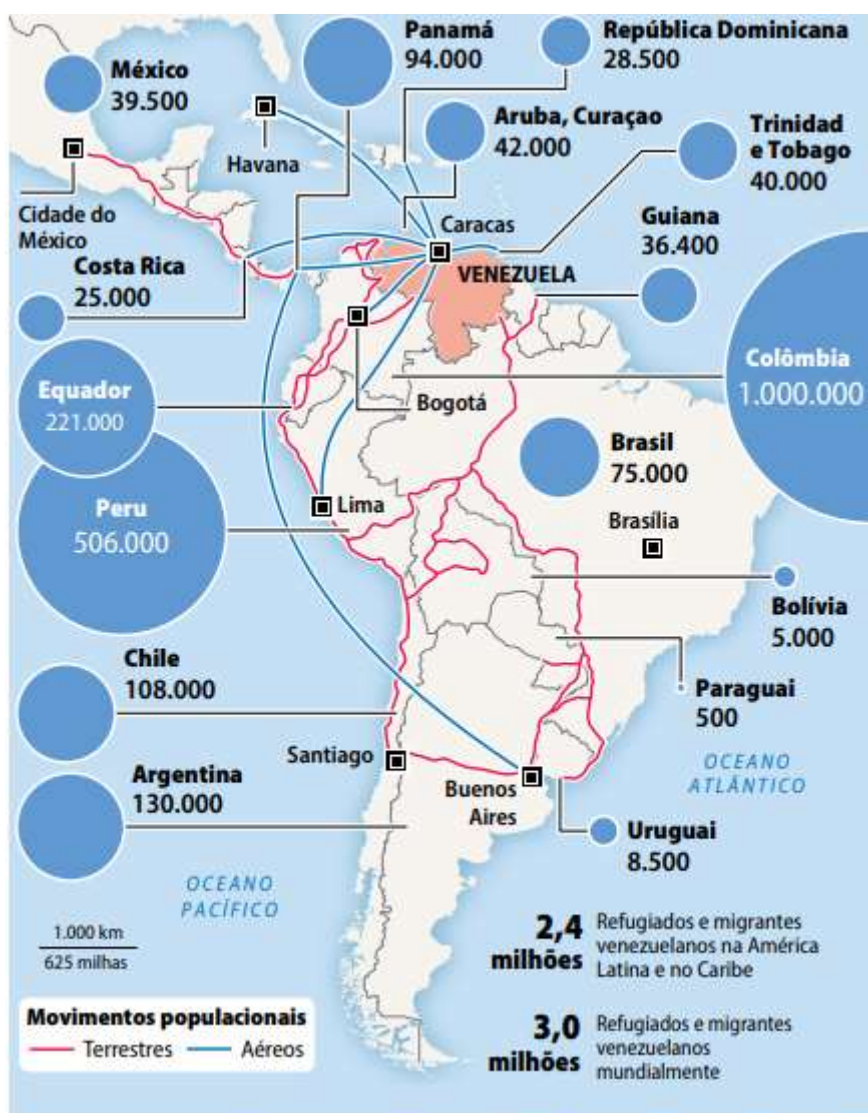 Panamá
94.000
República Dominicana
28.500
México
39.500
Havana
Aruba, Curaçao
42.000
Trinidad
e Tobago
40.000
Cidade do
México
Caracas
Guiana
36.400
VENEZUELA
Costa Rica
25.000
Colômbia
1.000.000
Equador
221.000
Bogotá
Brasil
75.000
Peru
506.000
Lima
Brasília
Bolívia
5.000
Chile
108.000
Paraguai
500
Santiago
OCEANO
ATLÂNTICO
Argentina
130.000
Buenos
Aires
Uruguai
8.500
OCEANO
PACÍFICO
1.000 km
625 milhas
2,4
milhões
Refugiados e migrantes
venezuelanos na América
Latina e no Caribe
Movimentos populacionais
Terrestres
Aéreos
3,0
milhões
Refugiados e migrantes
venezuelanos
mundialmente